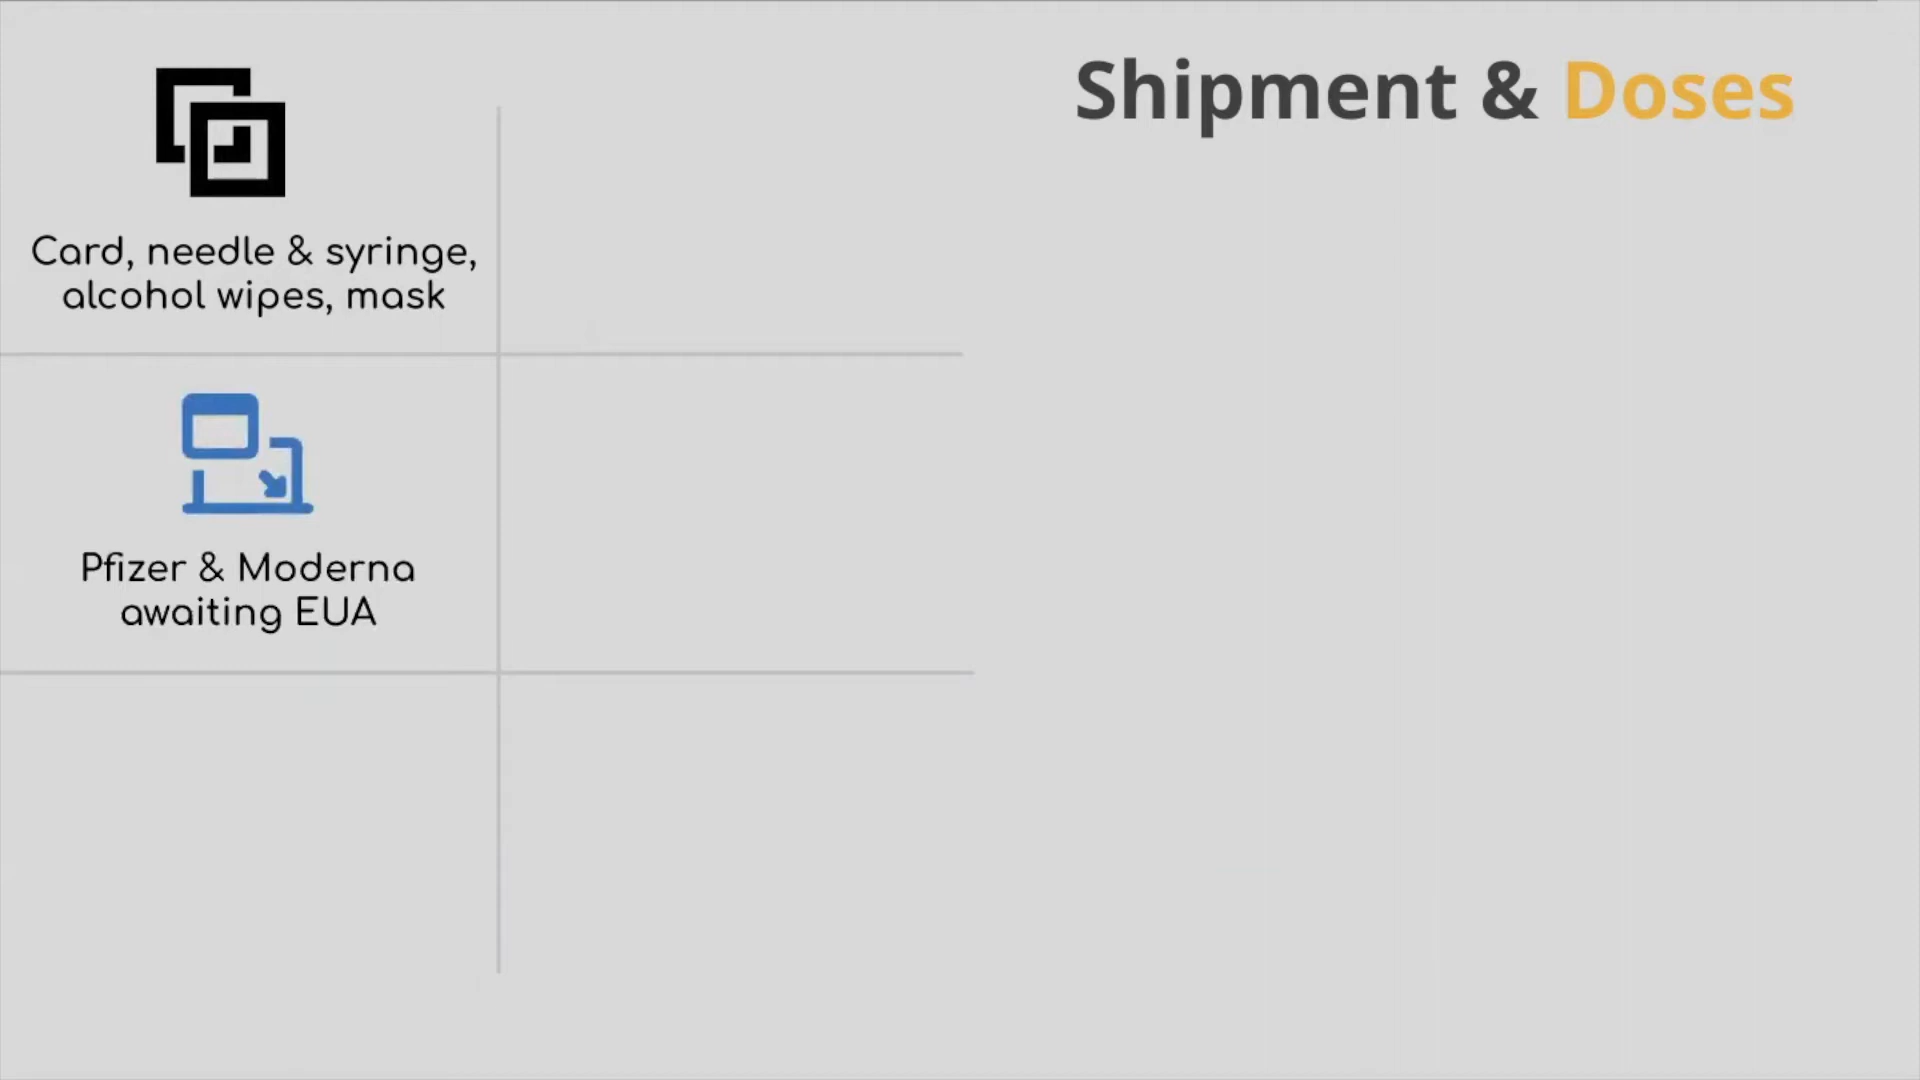 Shipment & Doses
Card, needle & syringe,
alcohol wipes, mask
Pfizer & Moderna
awaiting EUA